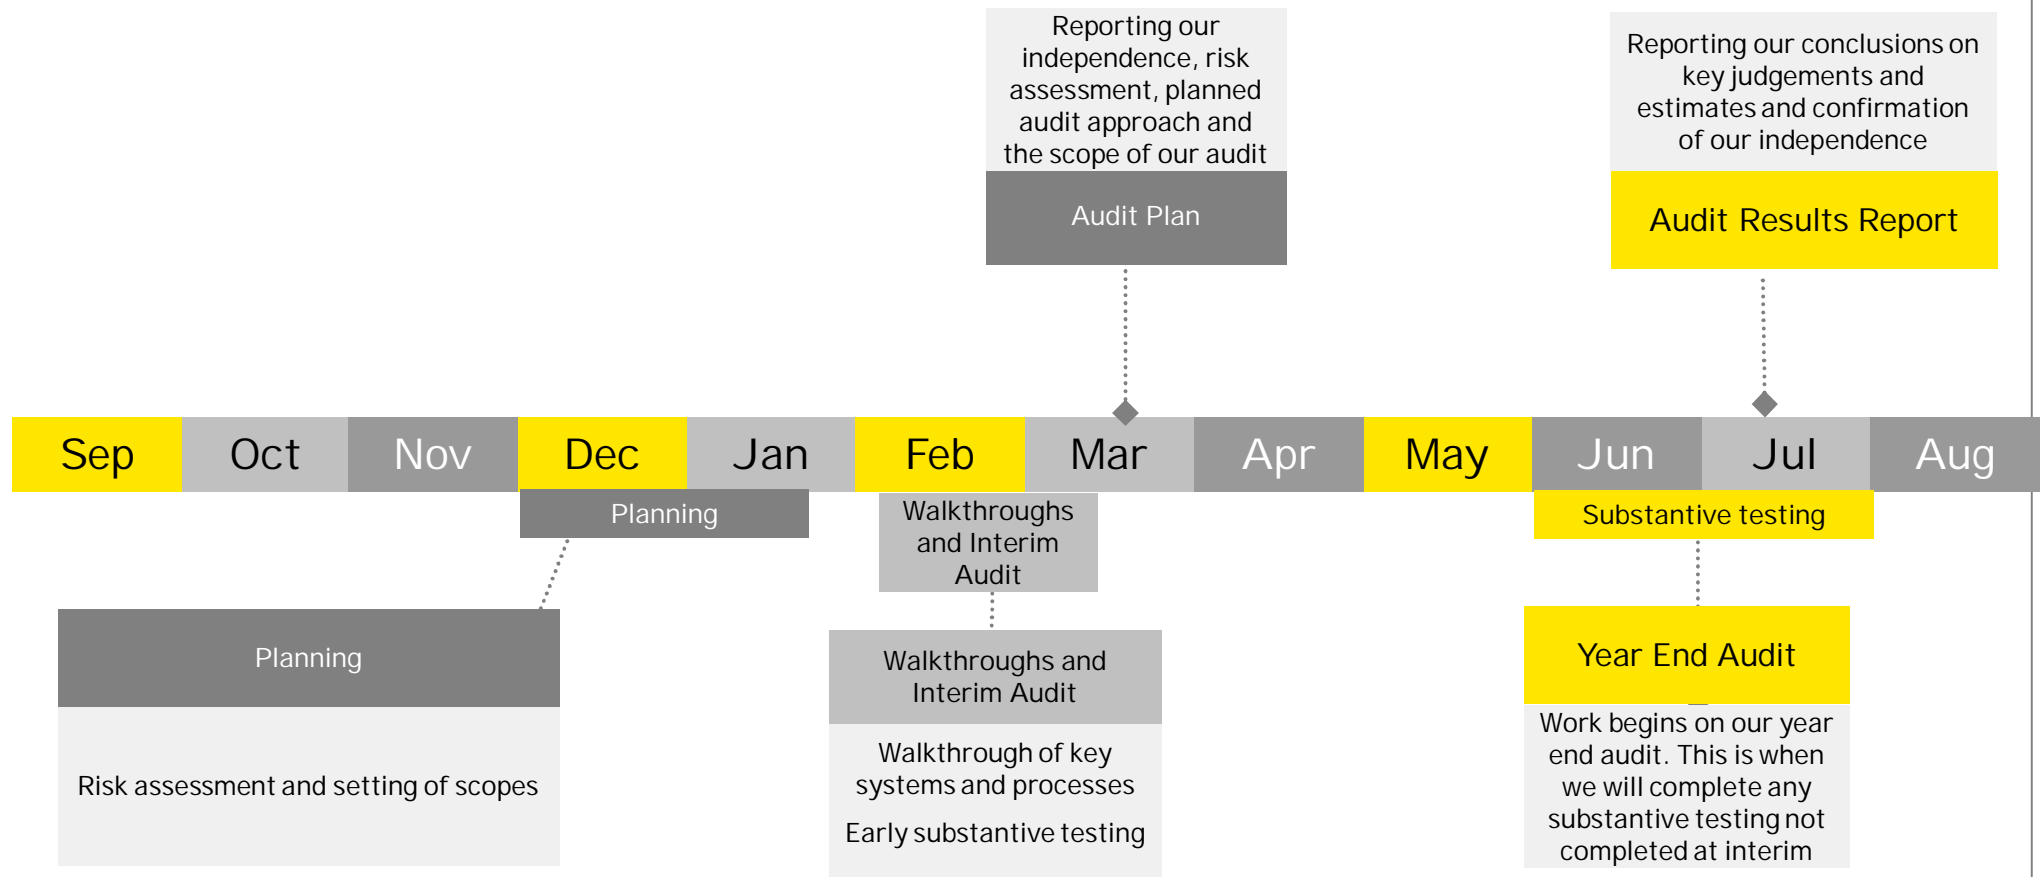 Reporting our
independence, risk
assessment, planned
audit approach and
the scope of our audit
Audit Plan
Reporting our conclusions on
key judgements and
estimates and confirmation
of our independence
Audit Results Report
Sep Oct Nov Dec Jan Feb Mar Apr May Jun Jul Aug
Planning
Walkthroughs
and Interim
Audit
Substantive testing
Planning
Risk assessment and setting of scopes
Walkthroughs and
Interim Audit
Walkthrough of key
systems and processes
Early substantive testing
Year End Audit
Work begins on our year
end audit. This is when
we will complete any
substantive testing not
completed at interim